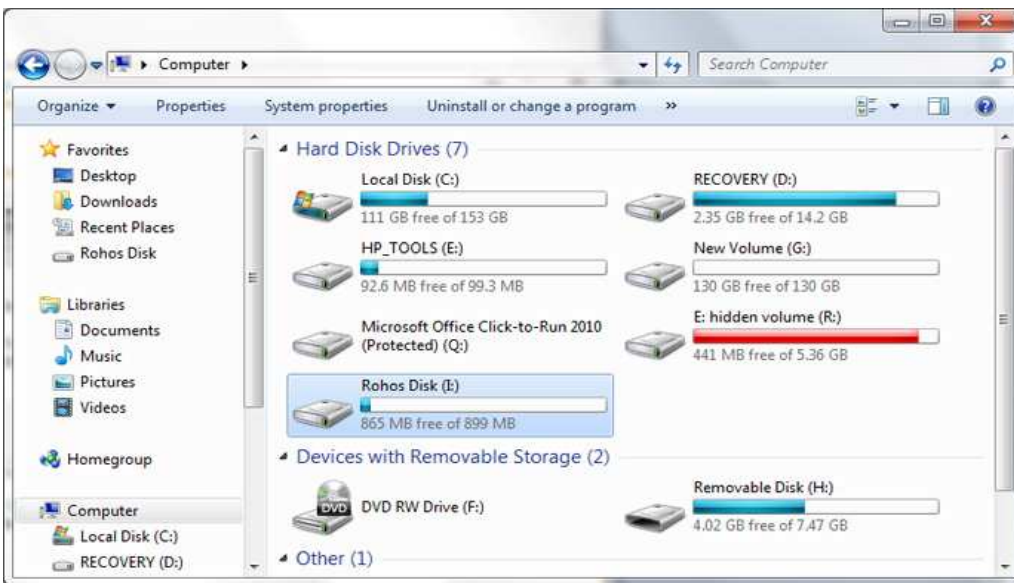 Computer
Search Computer
Organize
Properties
System properties
Uninstall or change a program
»
Favorites
Desktop
Downloads
Recent Places
Rohos Disk
Libraries
Documents
Music
Pictures
Videos
Homegroup
Computer
Local Disk (C:)
RECOVERY (D:)
Hard Disk Drives (7)
Local Disk (C:)
111 GB free of 153 GB
RECOVERY (D:)
2.35 GB free of 14.2 GB
HP_TOOLS (E:)
92.6 MB free of 99.3 MB
New Volume (G:)
130 GB free of 130 GB
Microsoft Office Click-to-Run 2010
(Protected) (Q:)
E: hidden volume (R:)
441 MB free of 5.36 GB
Rohos Disk (I:)
865 MB free of 899 MB
Devices with Removable Storage (2)
DVD
DVD RW Drive (F:)
Removable Disk (H:)
4.02 GB free of 7.47 GB
Other (1)